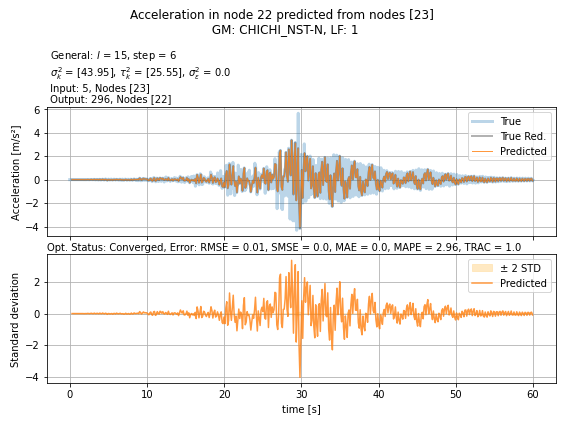 Acceleration in node 22 predicted from nodes [23]
GM: CHICHI_NST-N, LF: 1
General: l = 15, step = 6
σ²ₖ = [43.95], τ²ₖ = [25.55], σ²ε = 0.0
Input: 5, Nodes [23]
Output: 296, Nodes [22]
Acceleration [m/s²]
6
4
2
0
−2
−4
True
True Red.
Predicted
Opt. Status: Converged, Error: RMSE = 0.01, SMSE = 0.0, MAE = 0.0, MAPE = 2.96, TRAC = 1.0
Standard deviation
2
0
−2
−4
± 2 STD
Predicted
0 10 20 30 40 50 60
time [s]